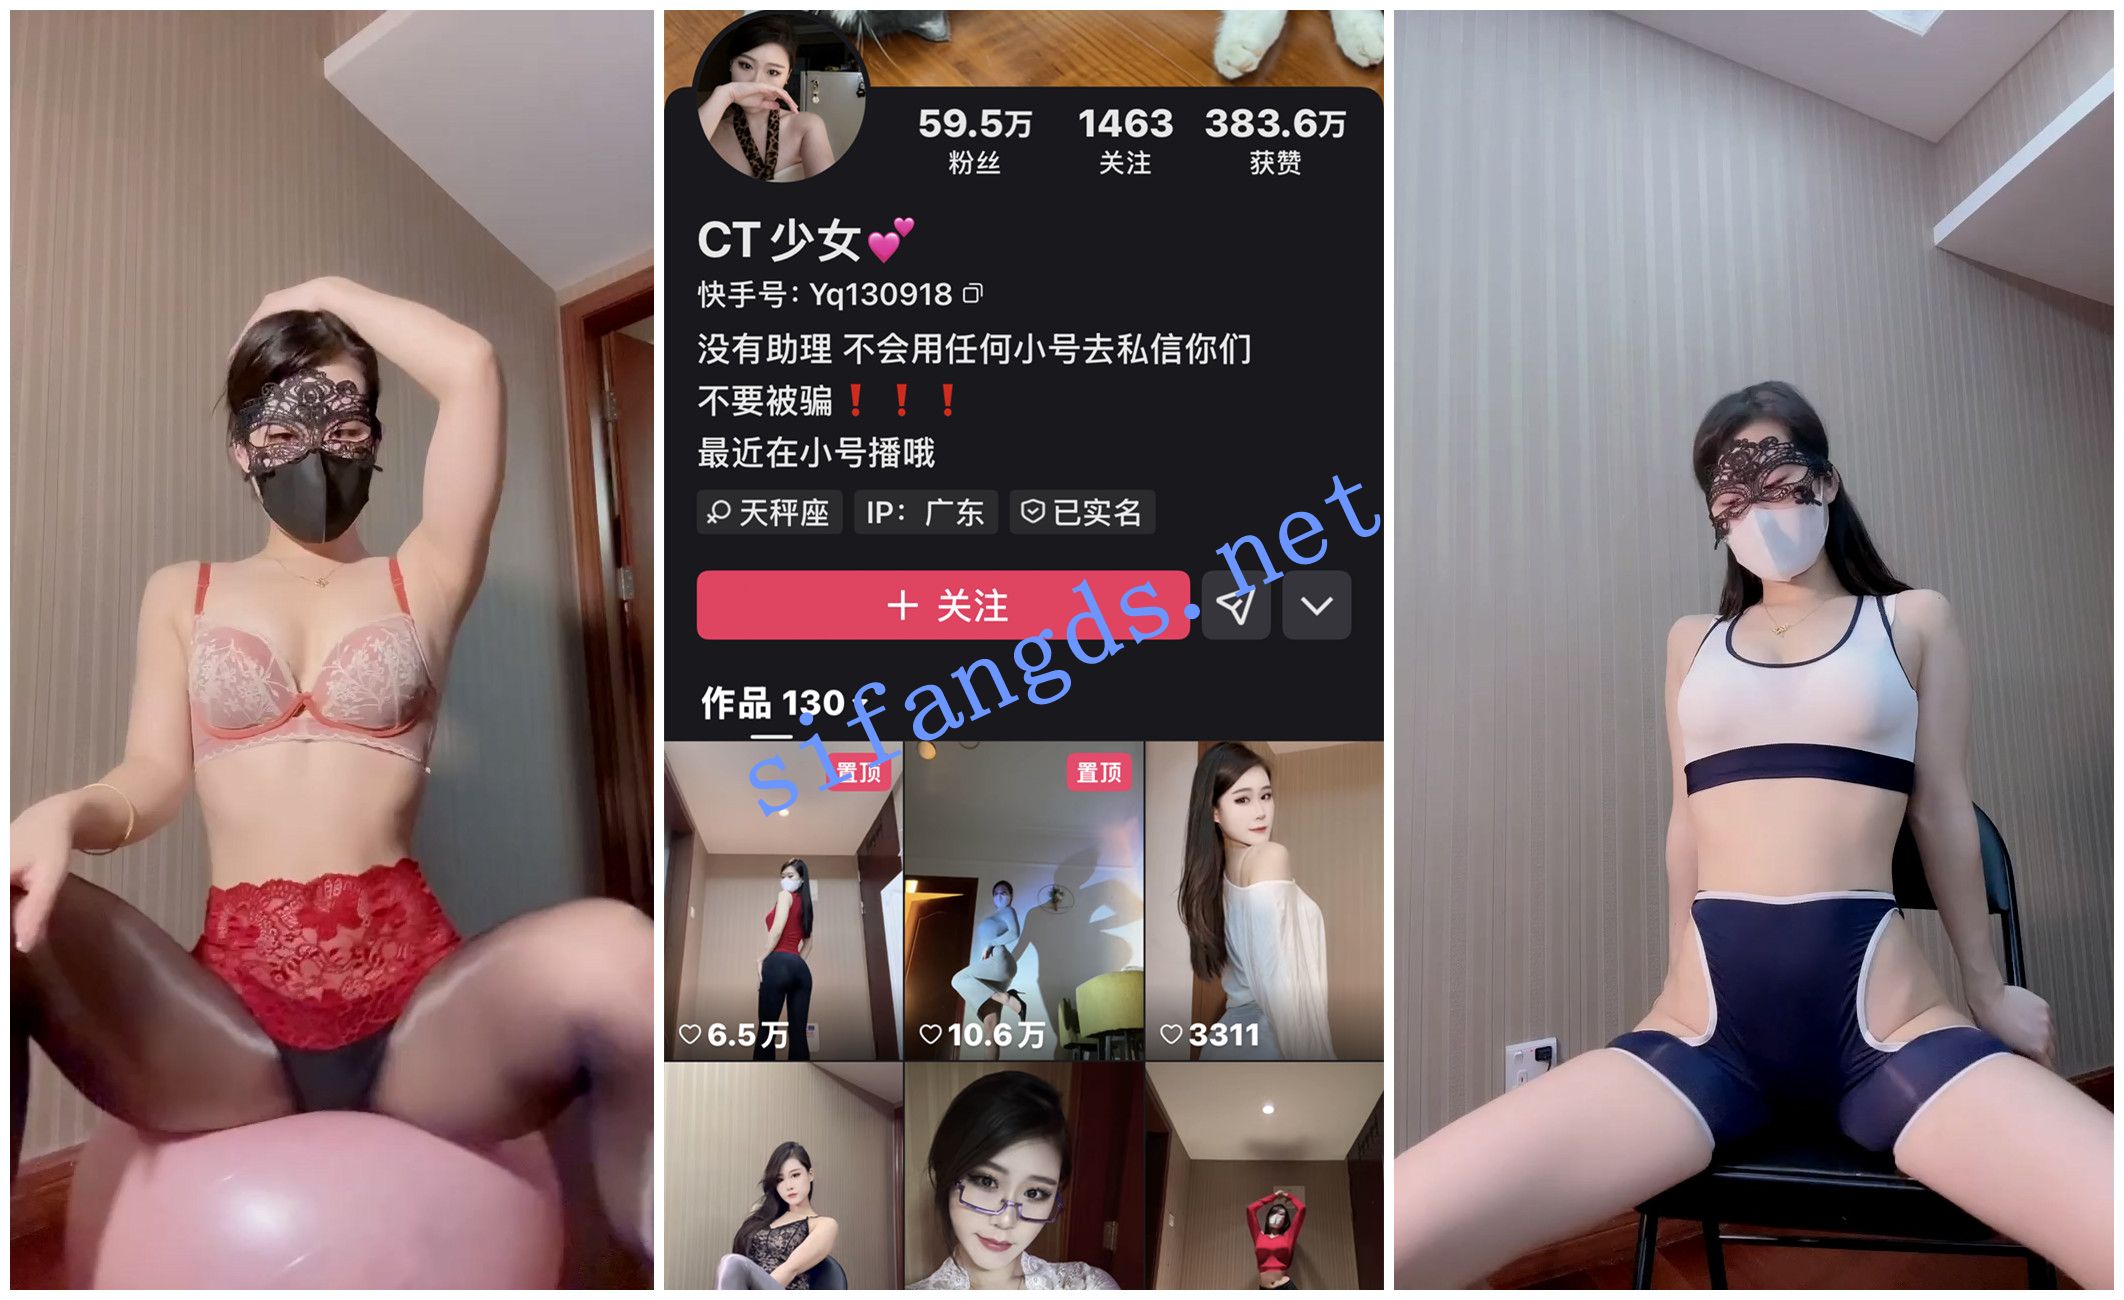 59.5万 1463 383.6万
粉丝 关注 获赞
CT 少女💕
快手号: Yq130918
没有助理 不会用任何小号去私信你们
不要被骗❗❗❗
最近在小号播哦
天秤座 IP：广东 已实名
+ 关注
作品 130
置顶 置顶
6.5万 10.6万 3311
sifangds.net